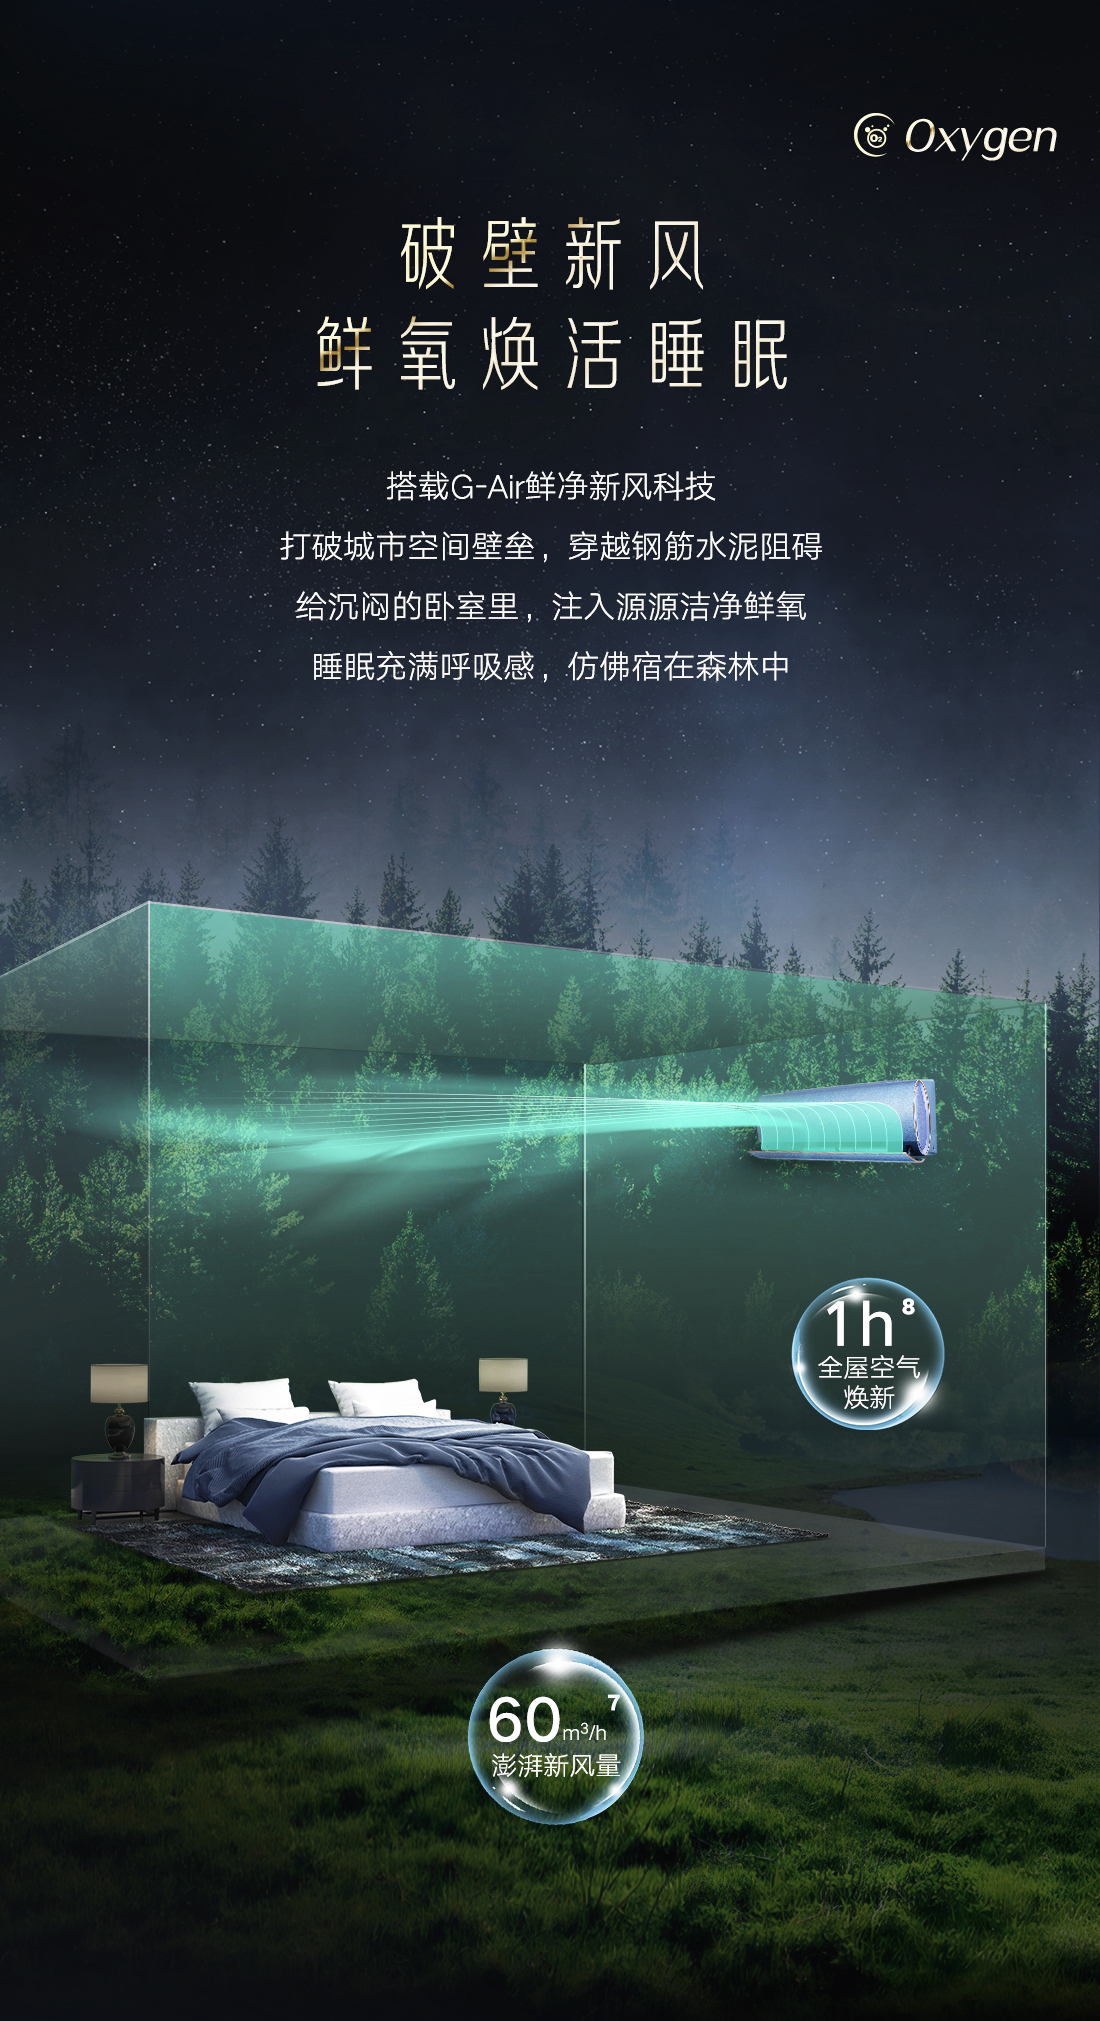 Oxygen
破壁新风
鲜氧焕活睡眠
搭载G-Air鲜净新风科技
打破城市空间壁垒，穿越钢筋水泥阻碍
给沉闷的卧室里，注入源源洁净鲜氧
睡眠充满呼吸感，仿佛宿在森林中
1h⁸
全屋空气
焕新
60m³/h⁷
澎湃新风量